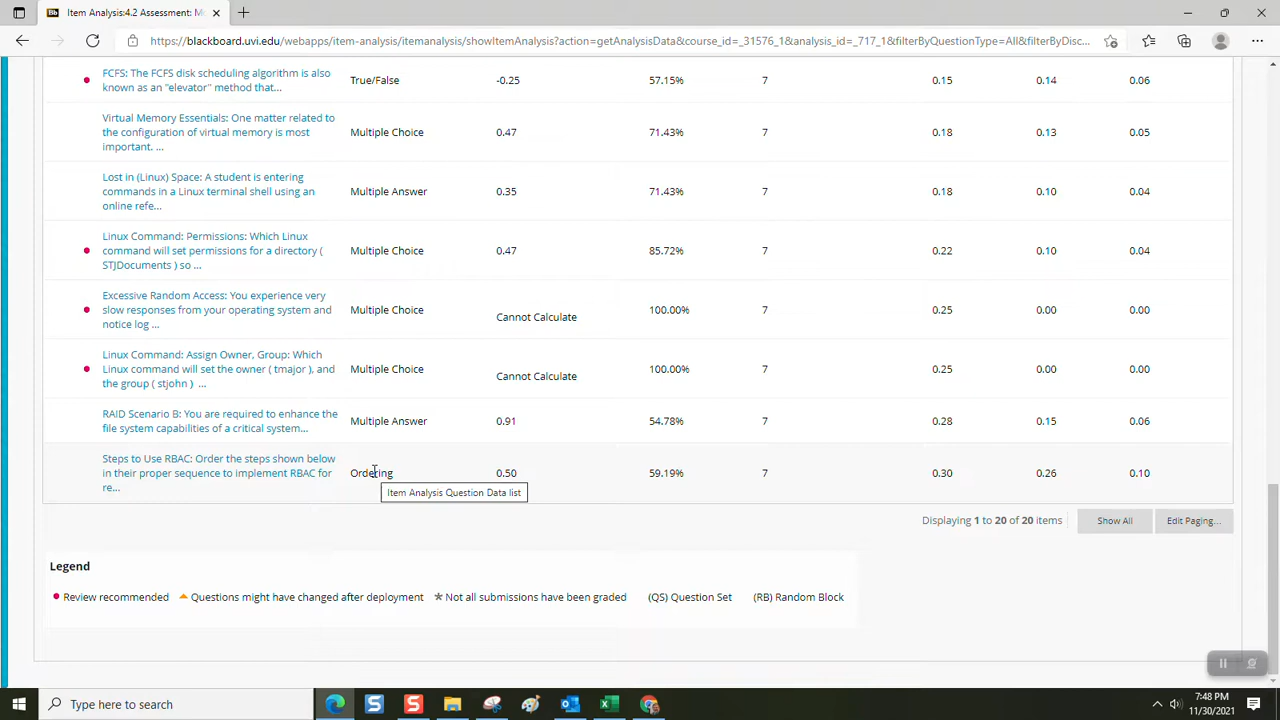 Item Analysis:4.2 Assessment: M
https://blackboard.uvi.edu/webapps/item-analysis/itemanalysis/showItemAnalysis?action=getAnalysisData&course_id=_31576_1&analysis_id=_717_1&filterByQuestionType=All&filterByDisc...
FCFS: The FCFS disk scheduling algorithm is also
known as an "elevator" method that...
True/False -0.25 57.15% 7 0.15 0.14 0.06
Virtual Memory Essentials: One matter related to
the configuration of virtual memory is most
important. ...
Multiple Choice 0.47 71.43% 7 0.18 0.13 0.05
Lost in (Linux) Space: A student is entering
commands in a Linux terminal shell using an
online refe...
Multiple Answer 0.35 71.43% 7 0.18 0.10 0.04
Linux Command: Permissions: Which Linux
command will set permissions for a directory (
STJDocuments ) so ...
Multiple Choice 0.47 85.72% 7 0.22 0.10 0.04
Excessive Random Access: You experience very
slow responses from your operating system and
notice log ...
Multiple Choice Cannot Calculate 100.00% 7 0.25 0.00 0.00
Linux Command: Assign Owner, Group: Which
Linux command will set the owner ( tmajor ), and
the group ( stjohn ) ...
Multiple Choice Cannot Calculate 100.00% 7 0.25 0.00 0.00
RAID Scenario B: You are required to enhance the
file system capabilities of a critical system...
Multiple Answer 0.91 54.78% 7 0.28 0.15 0.06
Steps to Use RBAC: Order the steps shown below
in their proper sequence to implement RBAC for
re...
Ordering 0.50 59.19% 7 0.30 0.26 0.10
Item Analysis Question Data list
Displaying 1 to 20 of 20 items Show All Edit Paging...
Legend
Review recommended Questions might have changed after deployment Not all submissions have been graded (QS) Question Set (RB) Random Block
Type here to search
7:48 PM
11/30/2021